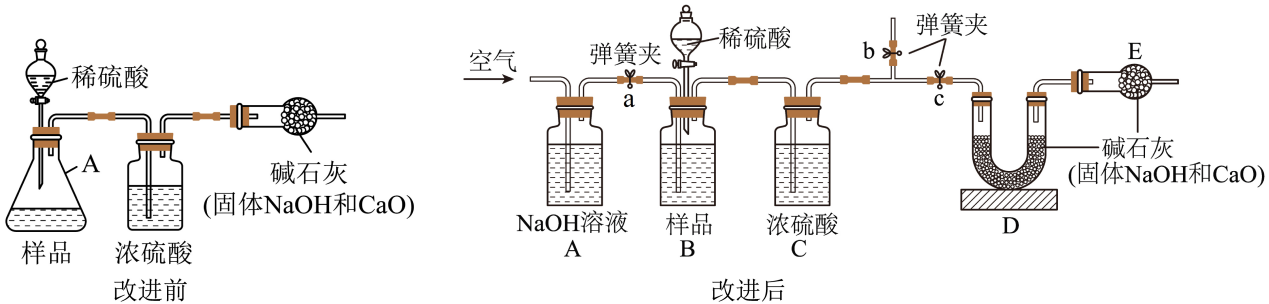 稀硫酸
A
样品
浓硫酸
碱石灰
(固体NaOH和CaO)
改进前
空气
弹簧夹
a
稀硫酸
b
弹簧夹
c
E
碱石灰
(固体NaOH和CaO)
NaOH溶液
A
样品
B
浓硫酸
C
D
改进后